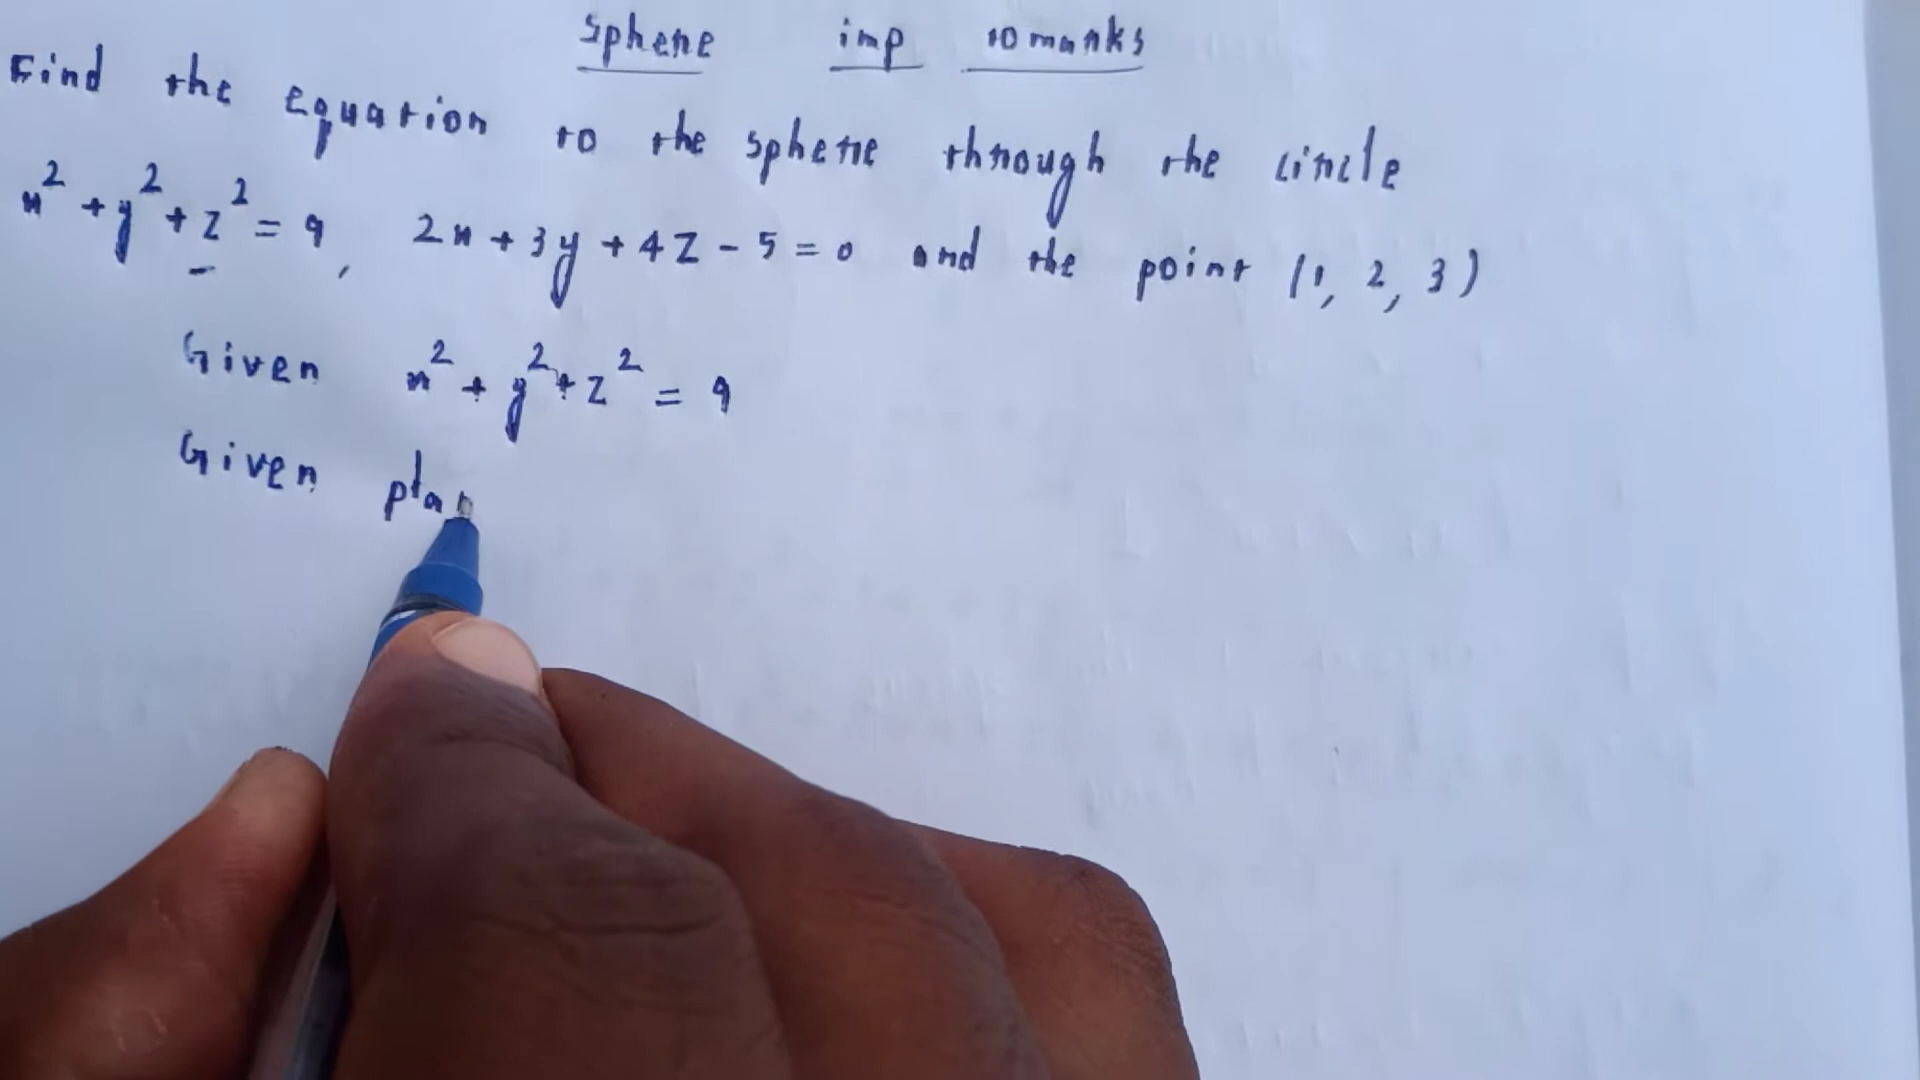 sphere imp 10 marks
Find the equation to the sphere through the circle
x² + y² + z² = 9, 2x + 3y + 4z - 5 = 0 and the point (1, 2, 3)
Given x² + y² + z² = 9
Given plan